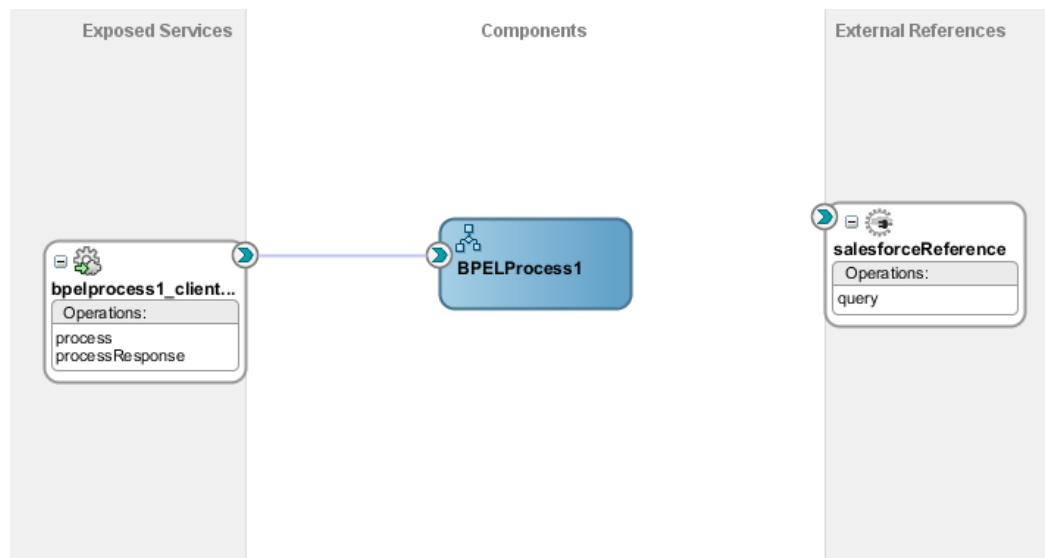 Exposed Services
Components
External References
bpelprocess1_client...
Operations:
process
processResponse
BPELProcess1
salesforceReference
Operations:
query